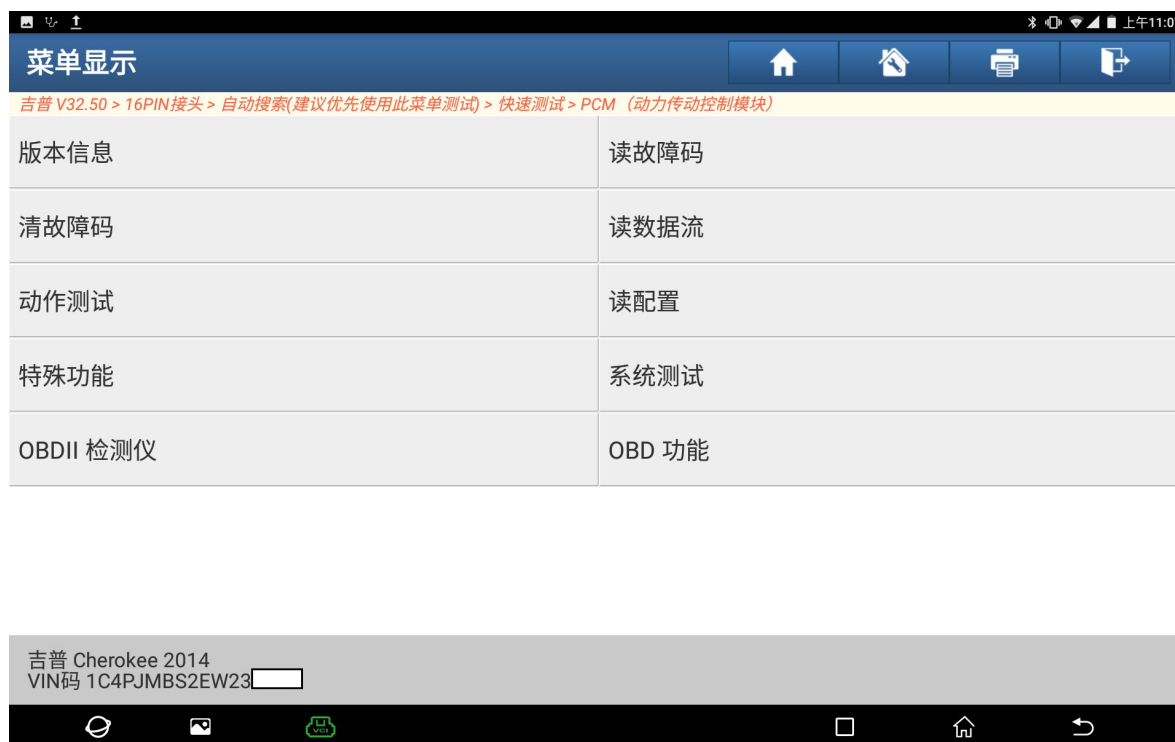 上午11:0
菜单显示
吉普 V32.50 > 16PIN接头 > 自动搜索(建议优先使用此菜单测试) > 快速测试 > PCM（动力传动控制模块）
版本信息
读故障码
清故障码
读数据流
动作测试
读配置
特殊功能
系统测试
OBDII 检测仪
OBD 功能
吉普 Cherokee 2014
VIN码 1C4PJMBS2EW23
VCI